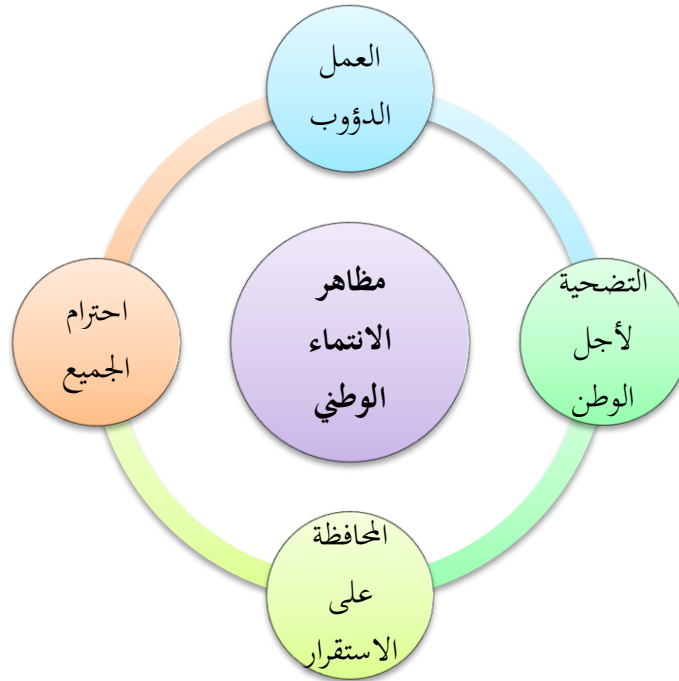 العمل
الدؤوب
مظاهر
الانتماء
الوطني
التضحية
لأجل
الوطن
المحافظة
على
الاستقرار
احترام
الجميع